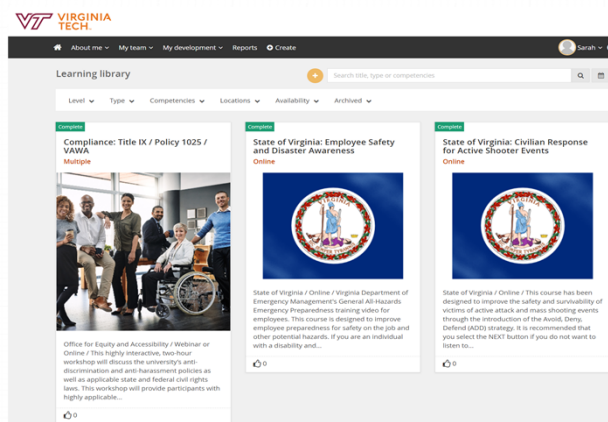 VT VIRGINIA
TECH.
About me My team My development Reports Create Sarah
Learning library
Search title, type or competencies
Level Type Competencies Locations Availability Archived
Complete
Compliance: Title IX / Policy 1025 /
VAWA
Multiple
Office for Equity and Accessibility / Webinar or
Online / This highly interactive, two-hour
workshop will discuss the university's anti-
discrimination and anti-harassment policies as
well as applicable state and federal civil rights
laws. This workshop will provide participants with
highly applicable...
0
Complete
State of Virginia: Employee Safety
and Disaster Awareness
Online
VIRGINIA
State of Virginia / Online / Virginia Department of
Emergency Management's General All-Hazards
Emergency Preparedness training video for
employees. This course is designed to improve
employee preparedness for safety on the job and
other potential hazards. If you are an individual
with a disability and...
0
Complete
State of Virginia: Civilian Response
for Active Shooter Events
Online
VIRGINIA
State of Virginia / Online / This course has been
designed to improve the safety and survivability of
victims of active attack and mass shooting events
through the introduction of the Avoid, Deny,
Defend (ADD) strategy. It is recommended that
you select the NEXT button if you do not want to
listen to...
0